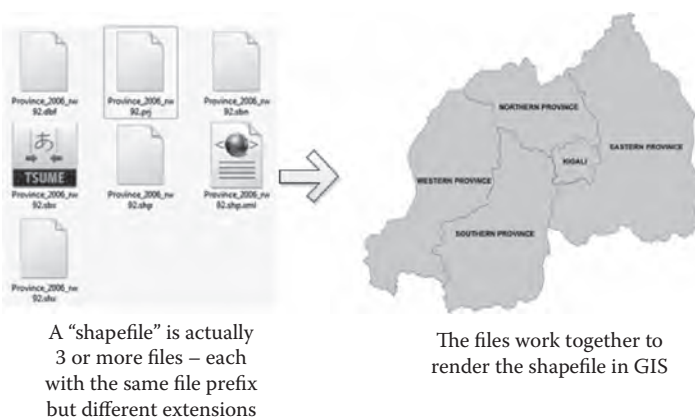 Province_2006_rw
92.dbf
Province_2006_rw
92.prj
Province_2006_rw
92.sbn
あ
TSUME
Province_2006_rw
92.sbx
Province_2006_rw
92.shp
Province_2006_rw
92.shp.xml
Province_2006_rw
92.shx
A “shapefile” is actually
3 or more files – each
with the same file prefix
but different extensions
NORTHERN PROVINCE
EASTERN PROVINCE
KIGALI
WESTERN PROVINCE
SOUTHERN PROVINCE
The files work together to
render the shapefile in GIS